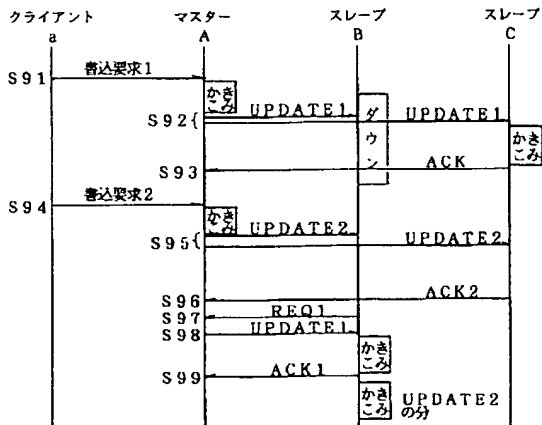 クライアント マスター スレーブ スレーブ
a A B C
S91 書込要求1
かき
こみ
ダウン
S92{ UPDATE1 UPDATE1
かき
こみ
S93 ACK
S94 書込要求2
かき
こみ
UPDATE2
S95{ UPDATE2
S96 ACK2
S97 REQ1
S98 UPDATE1
かき
こみ
S99 ACK1
かき
こみ
UPDATE2
の分